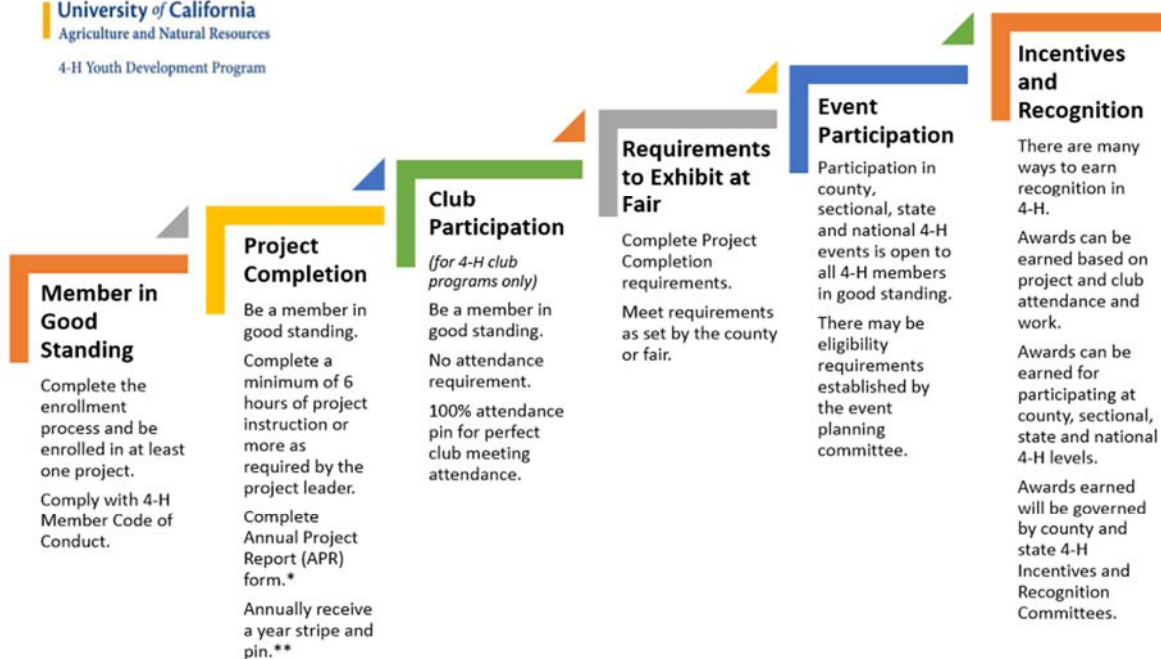 University of California
Agriculture and Natural Resources
4-H Youth Development Program
Member in
Good
Standing
Complete the
enrollment
process and be
enrolled in at least
one project.
Comply with 4-H
Member Code of
Conduct.
Project
Completion
Be a member in
good standing.
Complete a
minimum of 6
hours of project
instruction or
more as
required by the
project leader.
Complete
Annual Project
Report (APR)
form.*
Annually receive
a year stripe and
pin.**
Club
Participation
(for 4-H club
programs only)
Be a member in
good standing.
No attendance
requirement.
100% attendance
pin for perfect
club meeting
attendance.
Requirements
to Exhibit at
Fair
Complete Project
Completion
requirements.
Meet requirements
as set by the county
or fair.
Event
Participation
Participation in
county,
sectional, state
and national 4-H
events is open to
all 4-H members
in good standing.
There may be
eligibility
requirements
established by
the event
planning
committee.
Incentives
and
Recognition
There are many
ways to earn
recognition in
4-H.
Awards can be
earned based on
project and club
attendance and
work.
Awards can be
earned for
participating at
county, sectional,
state and national
4-H levels.
Awards earned
will be governed
by county and
state 4-H
Incentives and
Recognition
Committees.